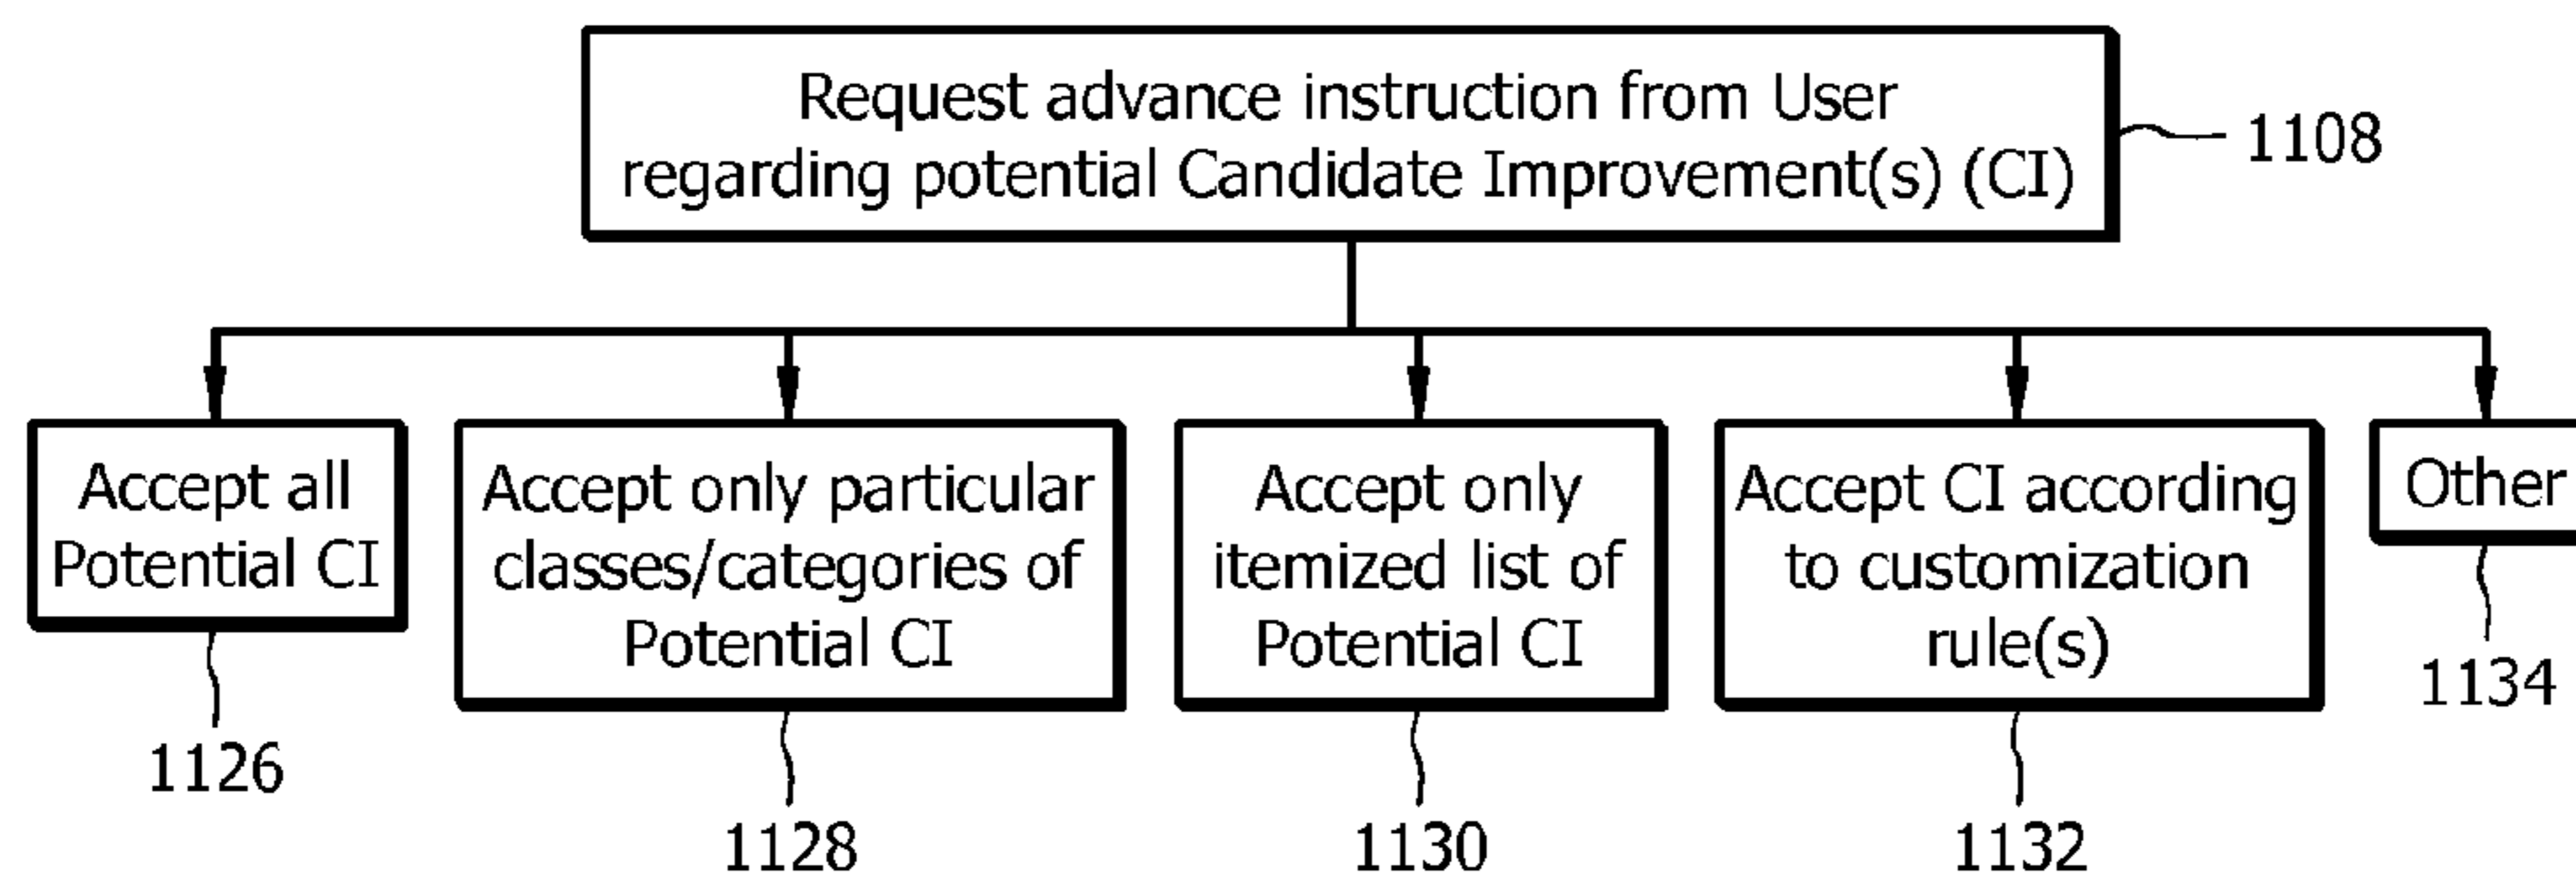 Request advance instruction from User
regarding potential Candidate Improvement(s) (CI)
1108
Accept all
Potential CI
1126
Accept only particular
classes/categories of
Potential CI
1128
Accept only
itemized list of
Potential CI
1130
Accept CI according
to customization
rule(s)
1132
Other
1134